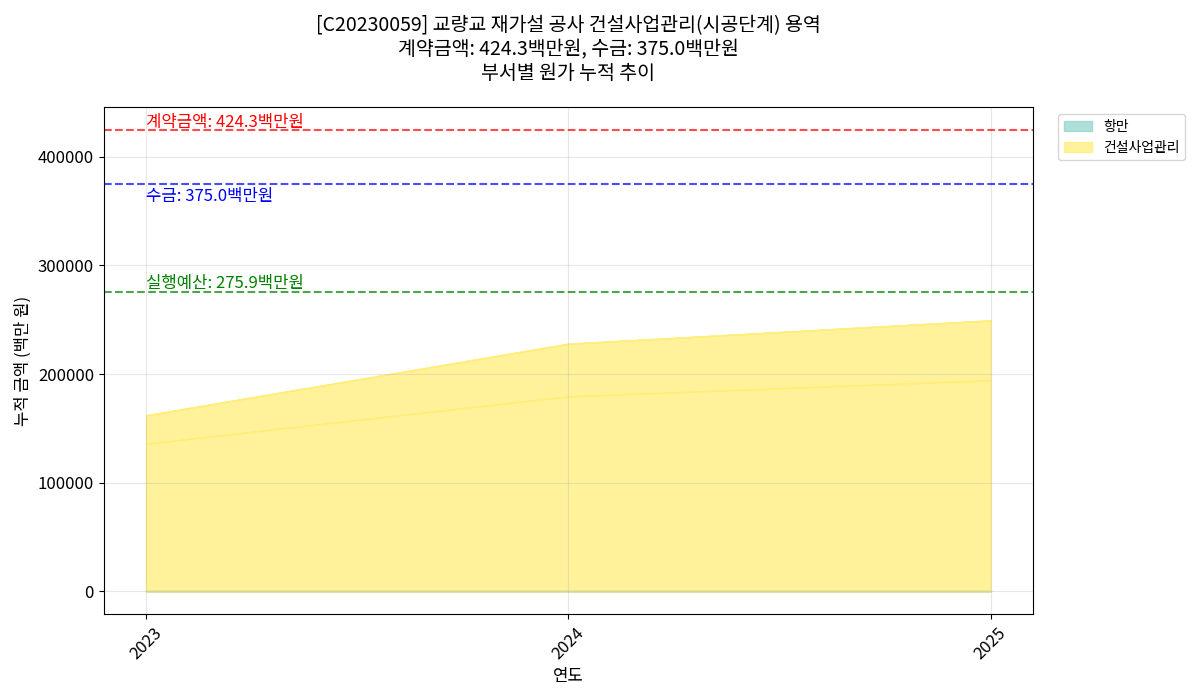 [C20230059] 교량교 재가설 공사 건설사업관리(시공단계) 용역
계약금액: 424.3백만원, 수금: 375.0백만원
부서별 원가 누적 추이
계약금액: 424.3백만원
수금: 375.0백만원
실행예산: 275.9백만원
항만
건설사업관리
누적 금액 (백만 원)
400000
300000
200000
100000
0
2023
2024
2025
연도